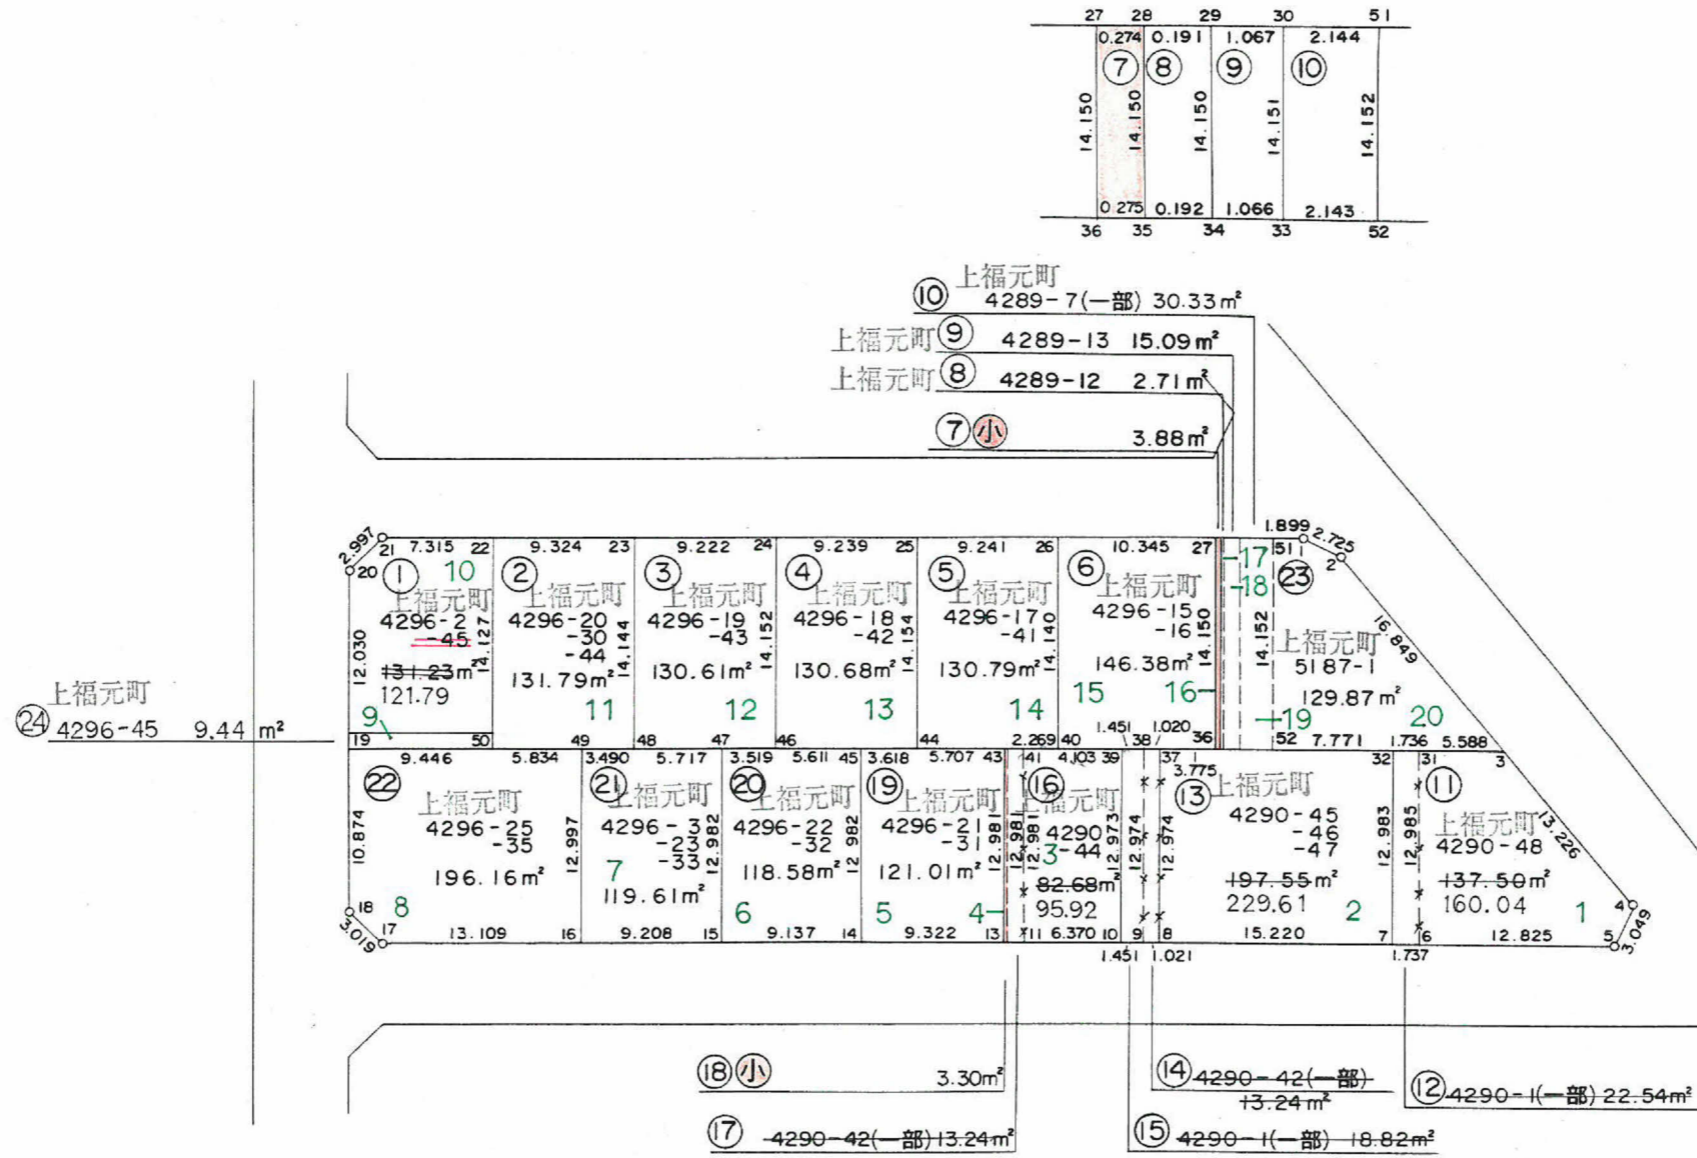 27 28 29 30 51
0.274 0.191 1.067 2.144
⑦ ⑧ ⑨ ⑩
14.150 14.150 14.150 14.151 14.152
0.275 0.192 1.066 2.143
36 35 34 33 52
上福元町
⑩ 4289-7(一部) 30.33m²
上福元町 ⑨ 4289-13 15.09m²
上福元町 ⑧ 4289-12 2.71m²
⑦ 小 3.88m²
1.899 2.725
2.997 21 7.315 22 9.324 23 9.222 24 9.239 25 9.241 26 10.345 27 51 1 2
20
① 10
上福元町
4296-2
-45
131.23m²
121.79
12.030 14.127
9
② 上福元町
4296-20
-30
-44
131.79m²
14.144
11
③ 上福元町
4296-19
-43
130.61m²
14.152
12
④ 上福元町
4296-18
-42
130.68m²
14.154
13
⑤ 上福元町
4296-17
-41
130.79m²
14.140
14
⑥ 上福元町
4296-15
-16
146.38m²
14.150
15 16
17
18
14.152
19
㉓ 上福元町
5187-1
129.87m²
20
16.849
上福元町
㉔ 4296-45 9.44 m²
1.451 1.020
19 50 49 48 47 46 44 2.269 40 38 36 52 7.771 1.736 5.588
9.446 5.834 3.490 5.717 3.519 5.611 45 3.618 5.707 43 41 4.103 39 37 3.775 32 31 3
㉒ 上福元町
4296-25
-35
196.16m²
10.874 12.997
8
㉑ 上福元町
4296-3
-23
-33
119.61m²
12.982
7
⑳ 上福元町
4296-22
-32
118.58m²
12.982
6
⑲ 上福元町
4296-21
-31
121.01m²
12.981
5 4
12.981 12.981
⑯ 上福元町
4290
-44
3
82.68m²
95.92
12.973 12.974 12.974
⑬ 上福元町
4290-45
-46
-47
197.55m²
229.61
2
12.983 12.985
⑪ 上福元町
4290-48
137.50m²
160.04
1
13.226
4
3.049
18
3.019 17 13.109 16 9.208 15 9.137 14 9.322 13 11 6.370 10 9 8 15.220 7 6 12.825 5
1.451 1.021 1.737
⑱ 小 3.30m²
⑭ 4290-42(一部)
13.24m²
⑫ 4290-1(一部) 22.54m²
⑰ 4290-42(一部) 13.24m²
⑮ 4290-1(一部) 18.82m²